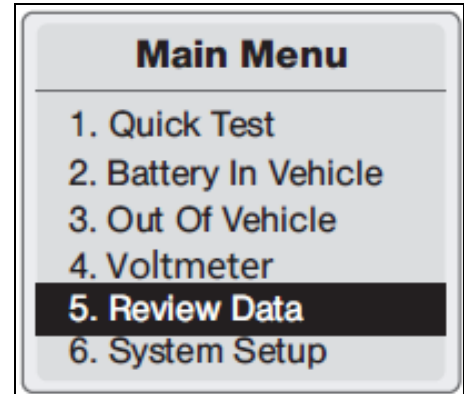 Main Menu
1. Quick Test
2. Battery In Vehicle
3. Out Of Vehicle
4. Voltmeter
5. Review Data
6. System Setup